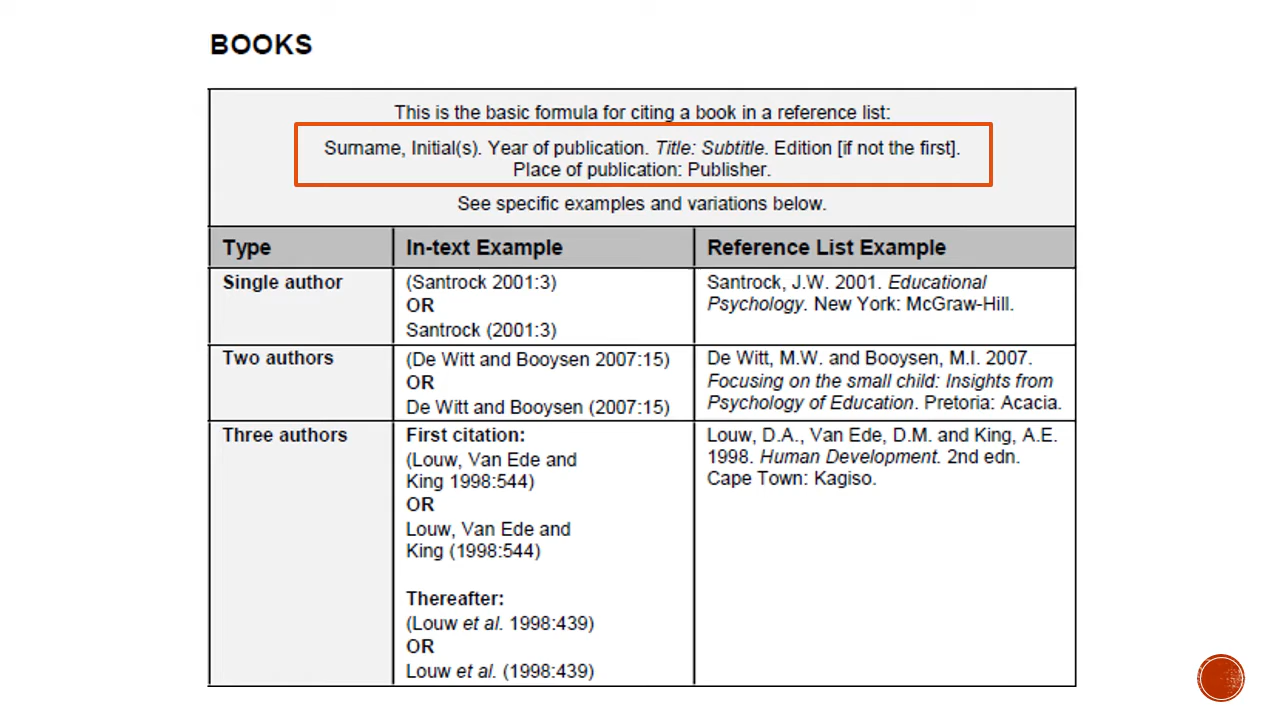 BOOKS
This is the basic formula for citing a book in a reference list:
Surname, Initial(s). Year of publication. Title: Subtitle. Edition [if not the first].
Place of publication: Publisher.
See specific examples and variations below.
Type
In-text Example
Reference List Example
Single author
(Santrock 2001:3)
OR
Santrock (2001:3)
Santrock, J.W. 2001. Educational
Psychology. New York: McGraw-Hill.
Two authors
(De Witt and Booysen 2007:15)
OR
De Witt and Booysen (2007:15)
De Witt, M.W. and Booysen, M.I. 2007.
Focusing on the small child: Insights from
Psychology of Education. Pretoria: Acacia.
Three authors
First citation:
(Louw, Van Ede and
King 1998:544)
OR
Louw, Van Ede and
King (1998:544)
Thereafter:
(Louw et al. 1998:439)
OR
Louw et al. (1998:439)
Louw, D.A., Van Ede, D.M. and King, A.E.
1998. Human Development. 2nd edn.
Cape Town: Kagiso.